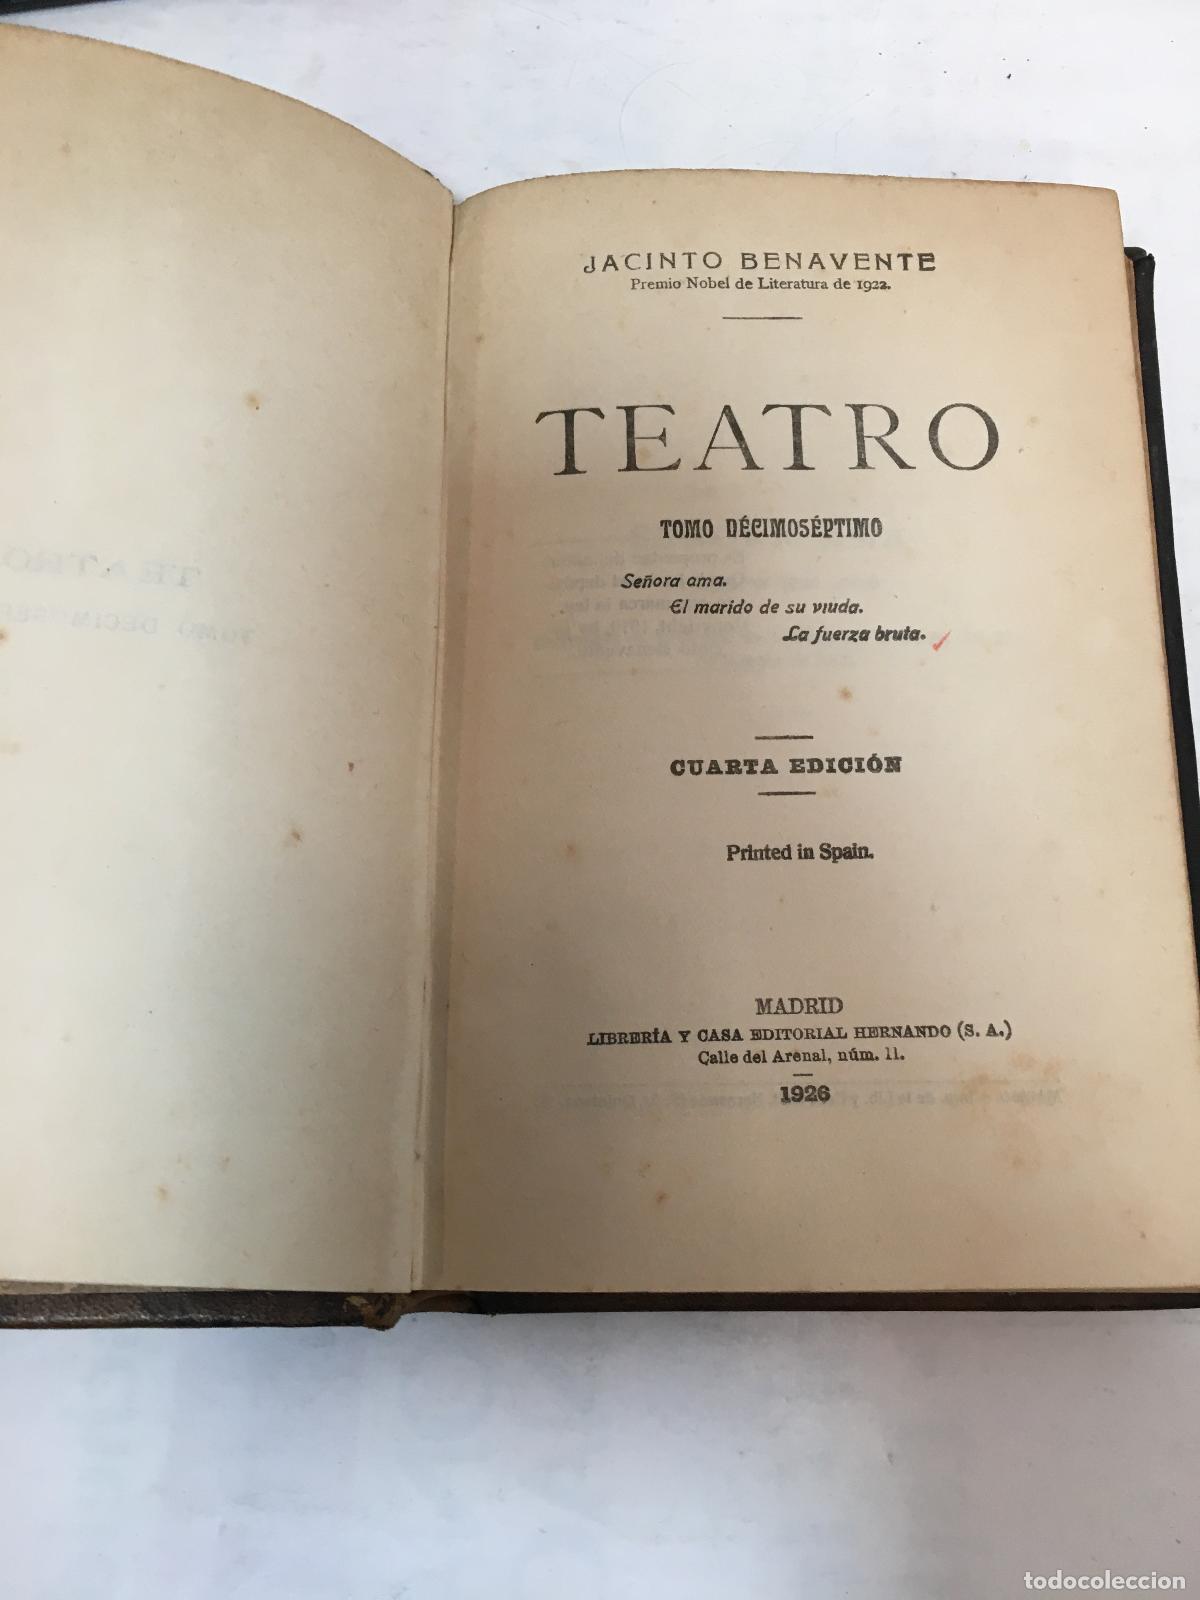 JACINTO BENAVENTE
Premio Nobel de Literatura de 1922.
TEATRO
TOMO DÉCIMOSÉPTIMO
Señora ama.
El marido de su viuda.
La fuerza bruta.
CUARTA EDICIÓN
Printed in Spain.
MADRID
LIBRERÍA Y CASA EDITORIAL HERNANDO (S. A.)
Calle del Arenal, núm. 11.
1926
todocoleccion